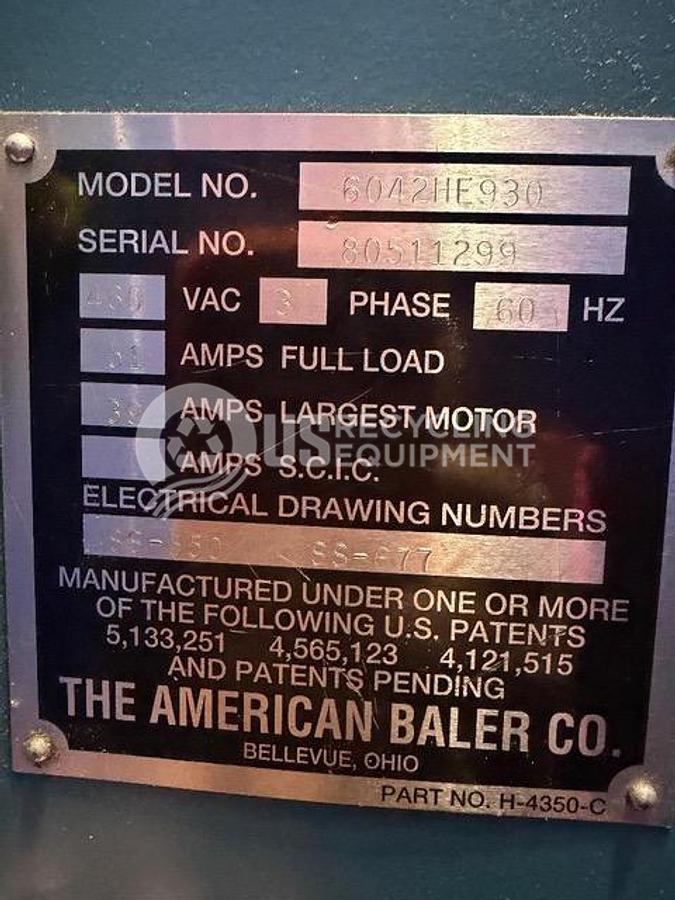 MODEL NO. 6042HE930
SERIAL NO. 80511299
460 VAC 3 PHASE 60 HZ
AMPS FULL LOAD
AMPS LARGEST MOTOR
AMPS S.C.I.C.
US RECYCLING EQUIPMENT
ELECTRICAL DRAWING NUMBERS
MANUFACTURED UNDER ONE OR MORE
OF THE FOLLOWING U.S. PATENTS
5,133,251 4,565,123 4,121,515
AND PATENTS PENDING
THE AMERICAN BALER CO.
BELLEVUE, OHIO
PART NO. H-4350-C